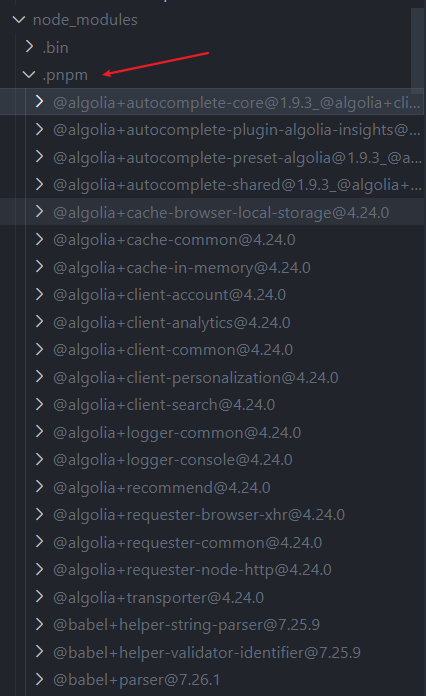 node_modules
.bin
.pnpm
@algolia+autocomplete-core@1.9.3_@algolia+cli...
@algolia+autocomplete-plugin-algolia-insights@...
@algolia+autocomplete-preset-algolia@1.9.3_@a...
@algolia+autocomplete-shared@1.9.3_@algolia+...
@algolia+cache-browser-local-storage@4.24.0
@algolia+cache-common@4.24.0
@algolia+cache-in-memory@4.24.0
@algolia+client-account@4.24.0
@algolia+client-analytics@4.24.0
@algolia+client-common@4.24.0
@algolia+client-personalization@4.24.0
@algolia+client-search@4.24.0
@algolia+logger-common@4.24.0
@algolia+logger-console@4.24.0
@algolia+recommend@4.24.0
@algolia+requester-browser-xhr@4.24.0
@algolia+requester-common@4.24.0
@algolia+requester-node-http@4.24.0
@algolia+transporter@4.24.0
@babel+helper-string-parser@7.25.9
@babel+helper-validator-identifier@7.25.9
@babel+parser@7.26.1